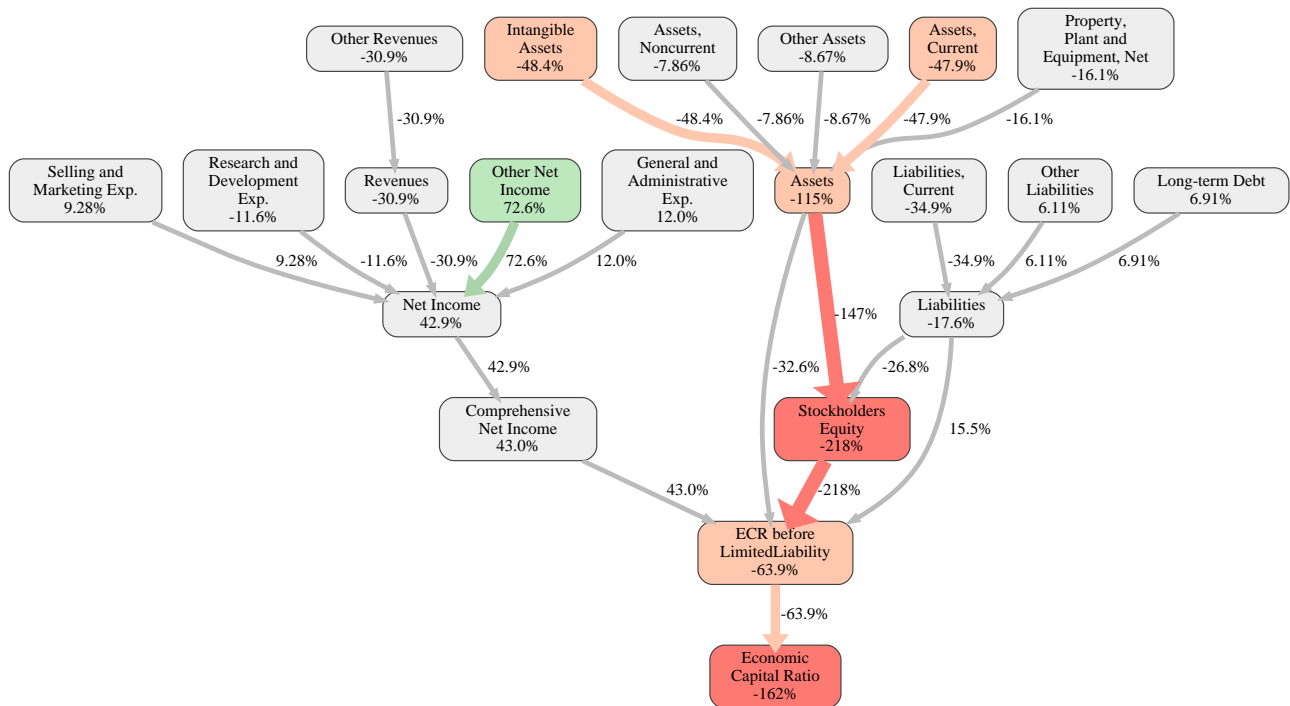 Other Revenues
-30.9%
Intangible
Assets
-48.4%
Assets,
Noncurrent
-7.86%
Other Assets
-8.67%
Assets,
Current
-47.9%
Property,
Plant and
Equipment, Net
-16.1%
-30.9%
-48.4%
-7.86%
-8.67%
-47.9%
-16.1%
Selling and
Marketing Exp.
9.28%
Research and
Development
Exp.
-11.6%
Revenues
-30.9%
Other Net
Income
72.6%
General and
Administrative
Exp.
12.0%
Assets
-115%
Liabilities,
Current
-34.9%
Other
Liabilities
6.11%
Long-term Debt
6.91%
9.28%
-11.6%
-30.9%
72.6%
12.0%
-34.9%
6.11%
6.91%
Net Income
42.9%
Liabilities
-17.6%
-147%
42.9%
-32.6%
-26.8%
15.5%
Comprehensive
Net Income
43.0%
Stockholders
Equity
-218%
43.0%
-218%
ECR before
LimitedLiability
-63.9%
-63.9%
Economic
Capital Ratio
-162%